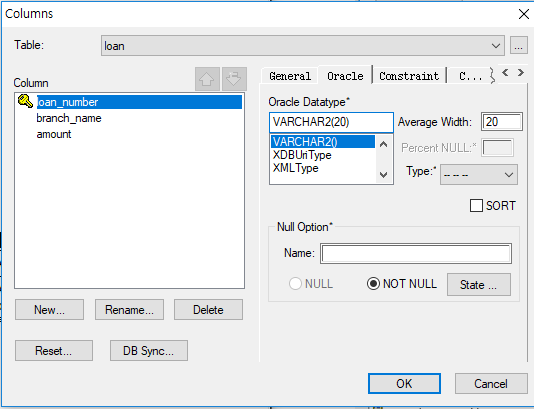 Columns
Table: loan ...
Column
loan_number
branch_name
amount
New... Rename... Delete
Reset... DB Sync...
General Oracle Constraint C...
Oracle Datatype*
VARCHAR2(20) Average Width: 20
VARCHAR2()
XDBUriType
XMLType
Percent NULL:*
Type:* -- -- --
SORT
Null Option*
Name:
NULL NOT NULL State ...
OK Cancel